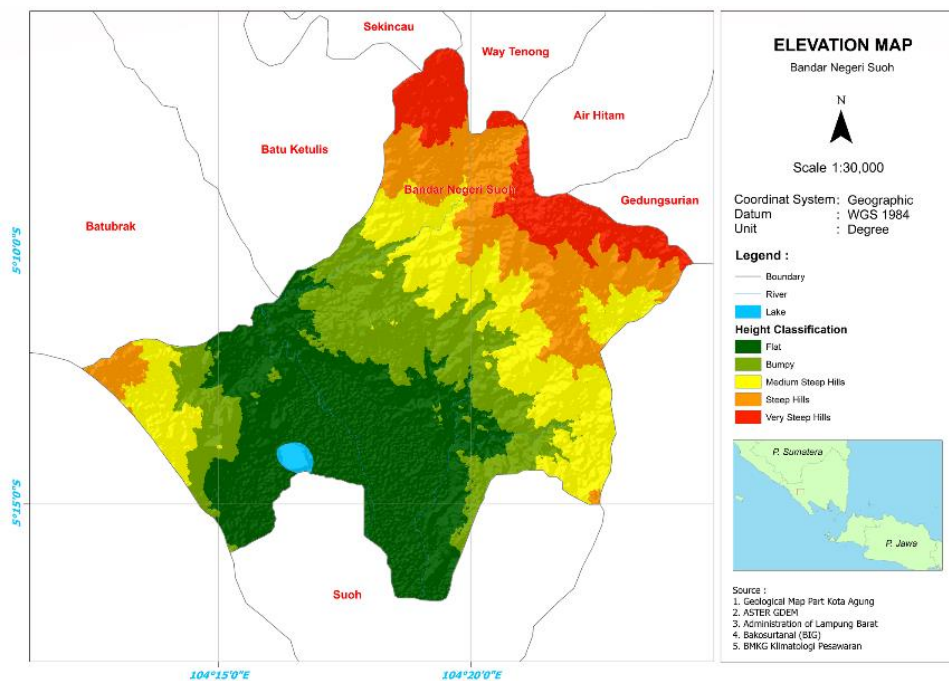 Sekincau
Way Tenong
Air Hitam
Batu Ketulis
Bandar Negeri Suoh
Gedungsurian
Batubrak
Suoh
5°10'0"S
5°15'0"S
104°15'0"E
104°20'0"E
ELEVATION MAP
Bandar Negeri Suoh
N
Scale 1:30,000
Coordinat System : Geographic
Datum : WGS 1984
Unit : Degree
Legend :
Boundary
River
Lake
Height Classification
Flat
Bumpy
Medium Steep Hills
Steep Hills
Very Steep Hills
P. Sumatera
P. Jawa
Source :
1. Geological Map Part Kota Agung
2. ASTER GDEM
3. Administration of Lampung Barat
4. Bakosurtanal (BIG)
5. BMKG Klimatologi Pesawaran